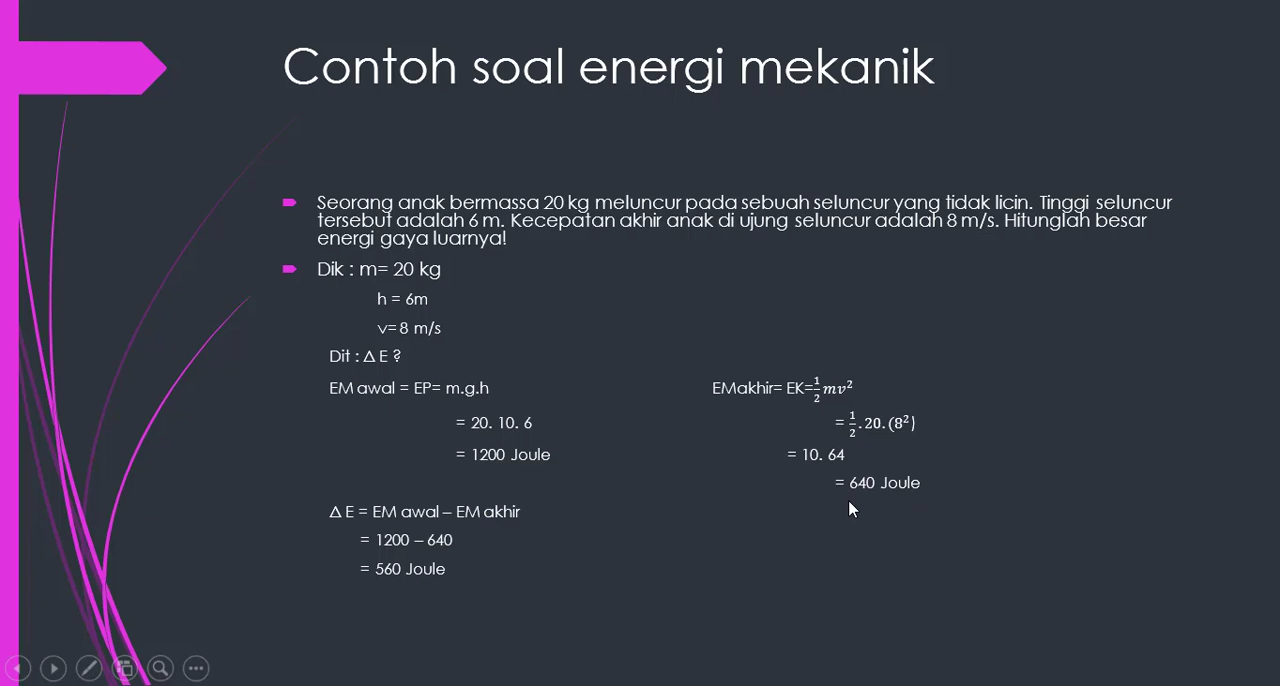 Contoh soal energi mekanik
Seorang anak bermassa 20 kg meluncur pada sebuah seluncur yang tidak licin. Tinggi seluncur
tersebut adalah 6 m. Kecepatan akhir anak di ujung seluncur adalah 8 m/s. Hitunglah besar
energi gaya luarnya!
Dik : m= 20 kg
h = 6m
v= 8 m/s
Dit : Δ E ?
EM awal = EP= m.g.h
= 20. 10. 6
= 1200 Joule
EMakhir= EK=½mv²
= ½.20.(8²)
= 10. 64
= 640 Joule
Δ E = EM awal – EM akhir
= 1200 – 640
= 560 Joule